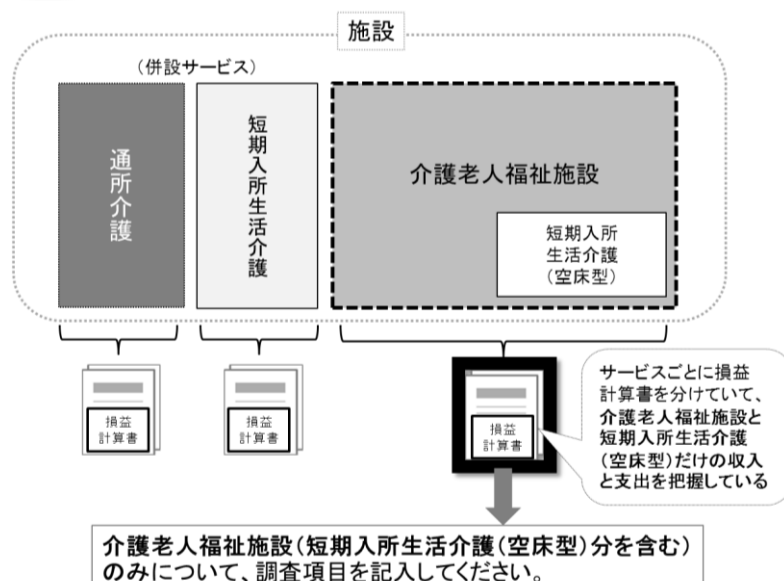 施設
(併設サービス)
通所介護
短期入所生活介護
介護老人福祉施設
短期入所
生活介護
(空床型)
損益
計算書
損益
計算書
損益
計算書
サービスごとに損益
計算書を分けていて、
介護老人福祉施設と
短期入所生活介護
(空床型)だけの収入
と支出を把握している
介護老人福祉施設(短期入所生活介護(空床型)分を含む)
のみについて、調査項目を記入してください。